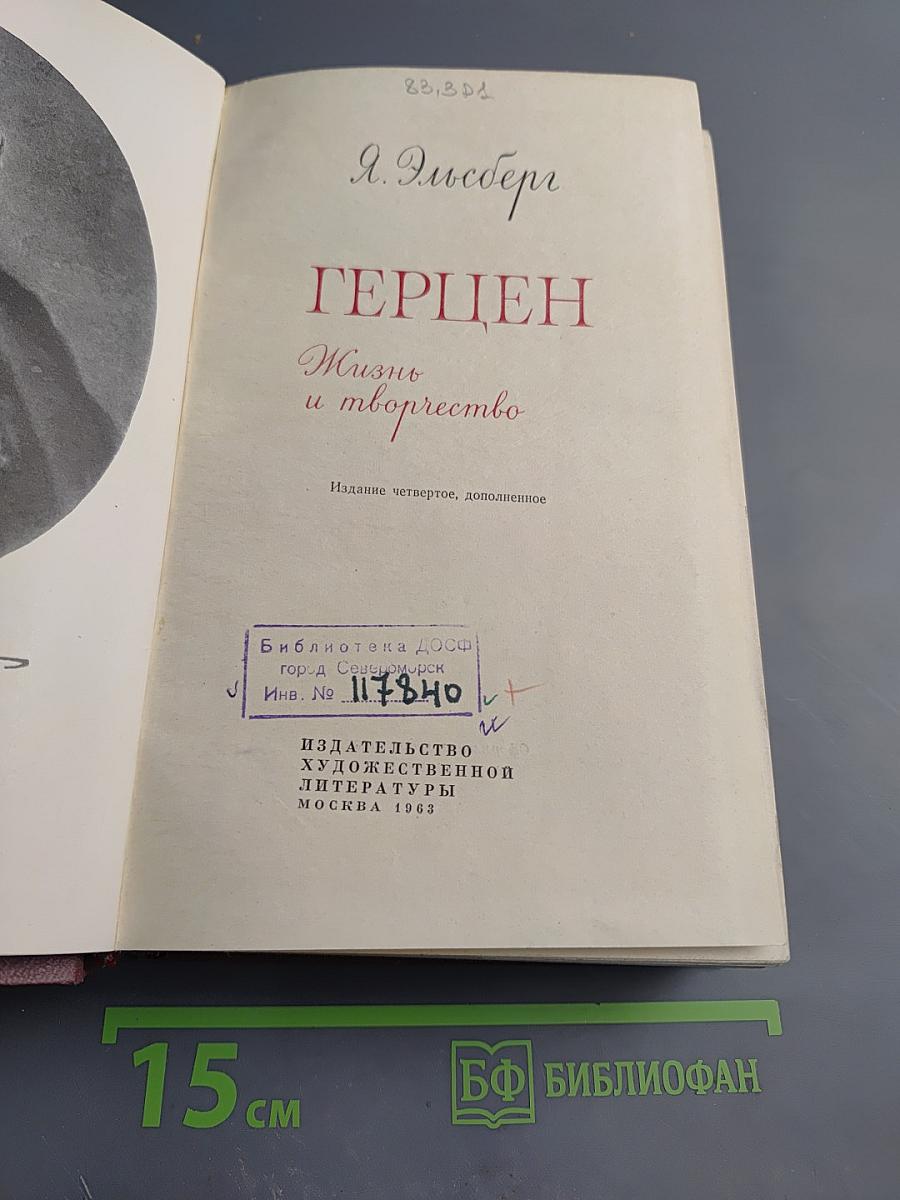 83,3Р1
Я. Эльсберг
ГЕРЦЕН
Жизнь
и творчество
Издание четвертое, дополненное
Библиотека ДОСФ
город Североморск
Инв. № 117840
ИЗДАТЕЛЬСТВО
ХУДОЖЕСТВЕННОЙ
ЛИТЕРАТУРЫ
МОСКВА 1963
15 см
БФ БИБЛИОФАН